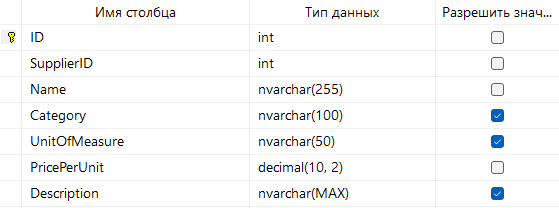 Имя столбца Тип данных Разрешить знач...
ID int
SupplierID int
Name nvarchar(255)
Category nvarchar(100)
UnitOfMeasure nvarchar(50)
PricePerUnit decimal(10, 2)
Description nvarchar(MAX)